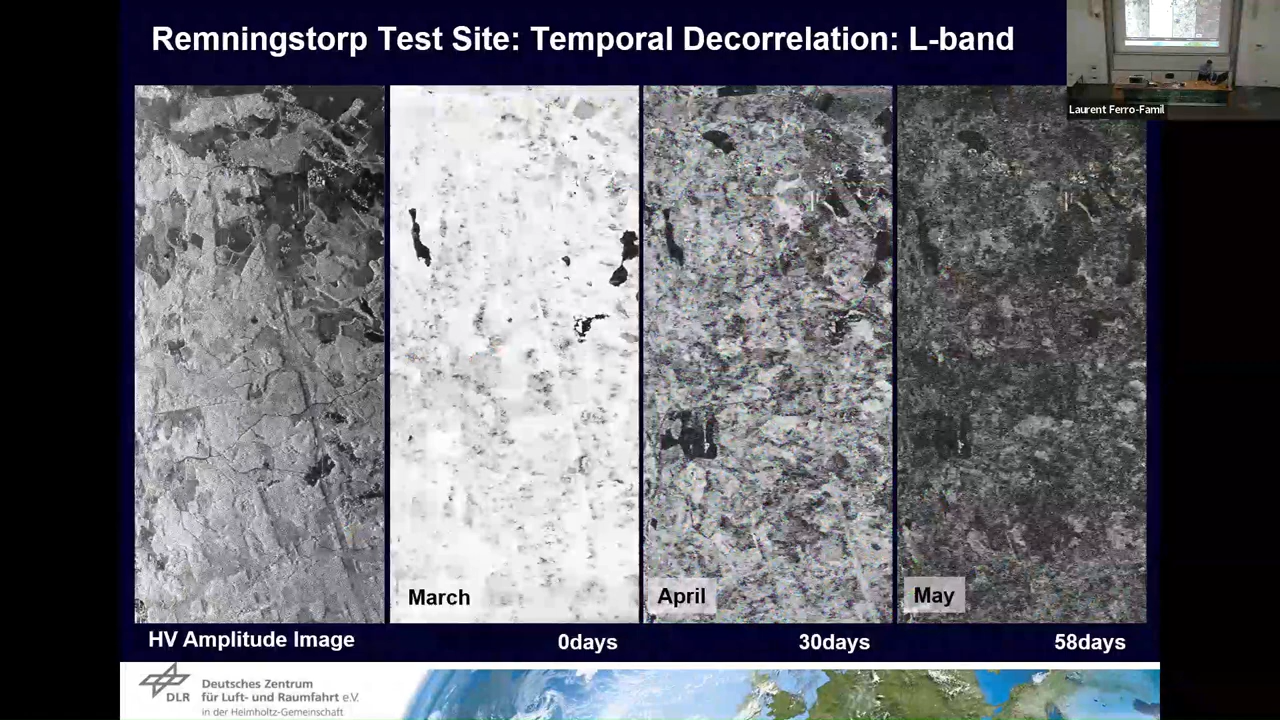 Remningstorp Test Site: Temporal Decorrelation: L-band
Laurent Ferro-Famil
March
April
May
HV Amplitude Image
0days
30days
58days
DLR
Deutsches Zentrum
für Luft- und Raumfahrt e.V.
in der Helmholtz-Gemeinschaft